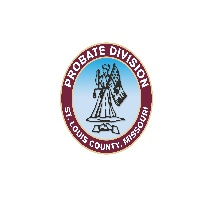 PROBATE DIVISION
ST. LOUIS COUNTY, MISSOURI